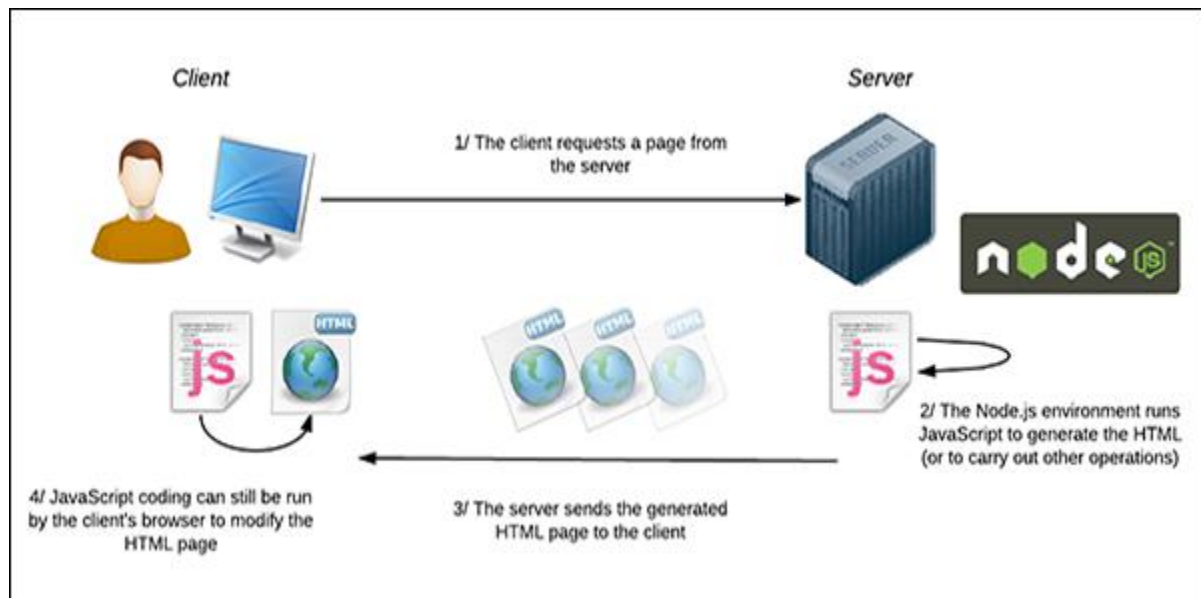 Client
Server
1/ The client requests a page from
the server
SERVER
node JS™
HTML
HTML
HTML
HTML
js
js
2/ The Node.js environment runs
JavaScript to generate the HTML
(or to carry out other operations)
4/ JavaScript coding can still be run
by the client's browser to modify the
HTML page
3/ The server sends the generated
HTML page to the client